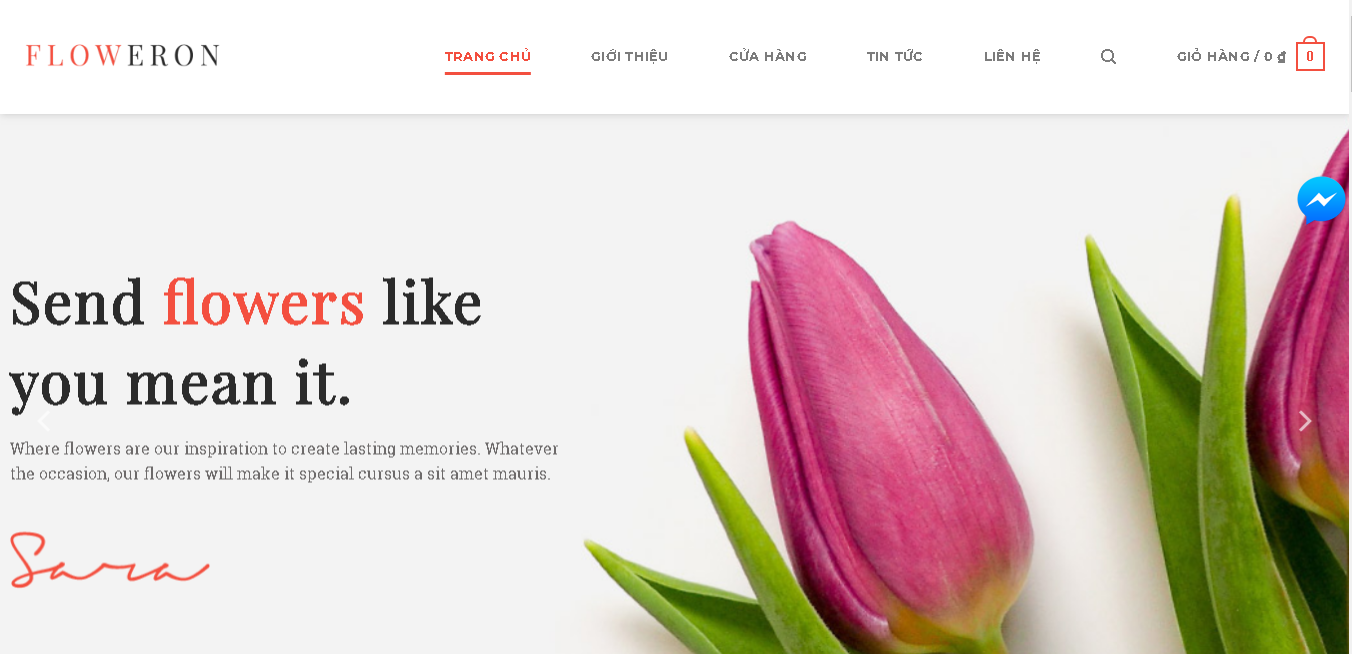 FLOWERON
TRANG CHỦ
GIỚI THIỆU
CỬA HÀNG
TIN TỨC
LIÊN HỆ
GIỎ HÀNG / 0 ₫
0
Send flowers like
you mean it.
Where flowers are our inspiration to create lasting memories. Whatever
the occasion, our flowers will make it special cursus a sit amet mauris.
Sara